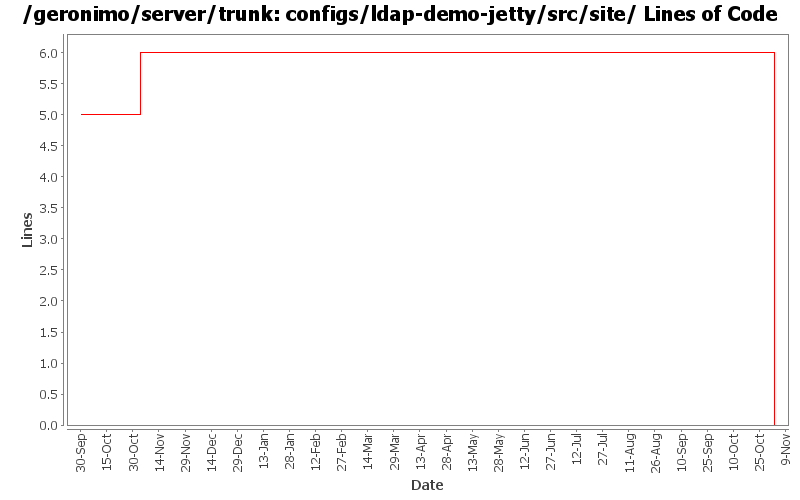 /geronimo/server/trunk: configs/ldap-demo-jetty/src/site/ Lines of Code
6.0
5.5
5.0
4.5
4.0
3.5
3.0
2.5
2.0
1.5
1.0
0.5
0.0
Lines
30-Sep
15-Oct
30-Oct
14-Nov
29-Nov
14-Dec
29-Dec
13-Jan
28-Jan
12-Feb
27-Feb
14-Mar
29-Mar
13-Apr
28-Apr
13-May
28-May
12-Jun
27-Jun
12-Jul
27-Jul
11-Aug
26-Aug
10-Sep
25-Sep
10-Oct
25-Oct
9-Nov
Date